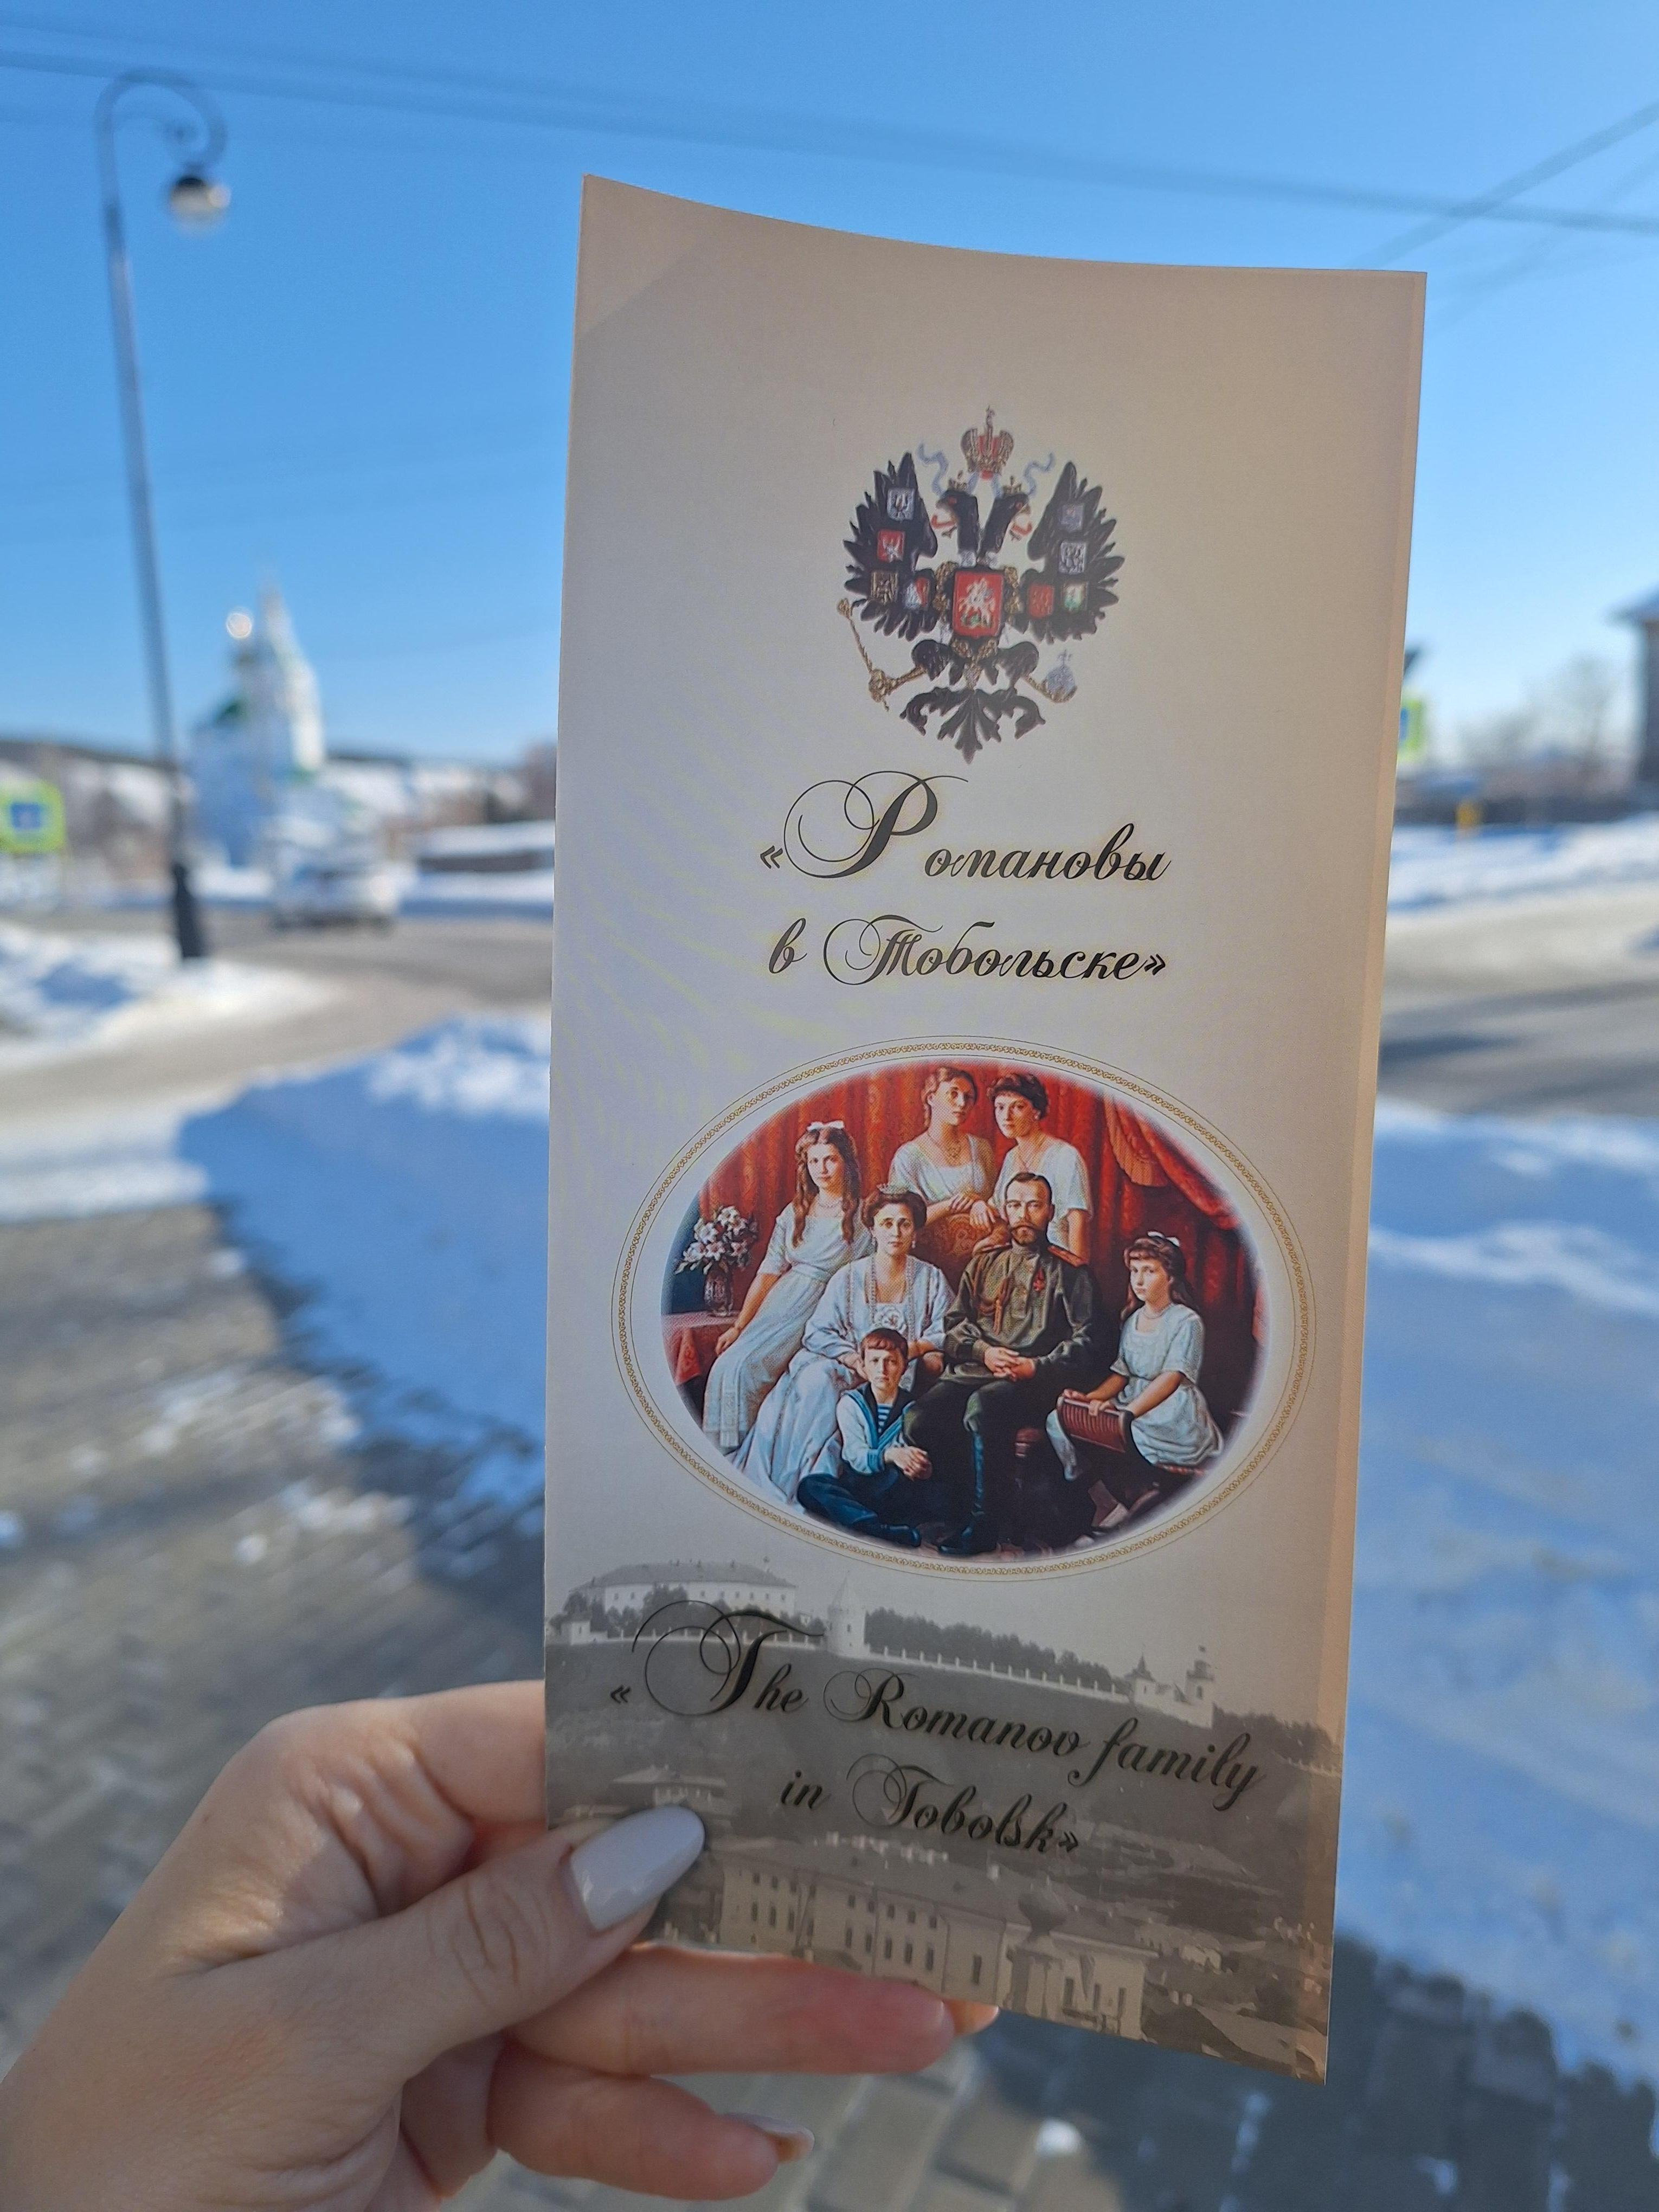 «Романовы
в Тобольске»
«The Romanov family
in Tobolsk»